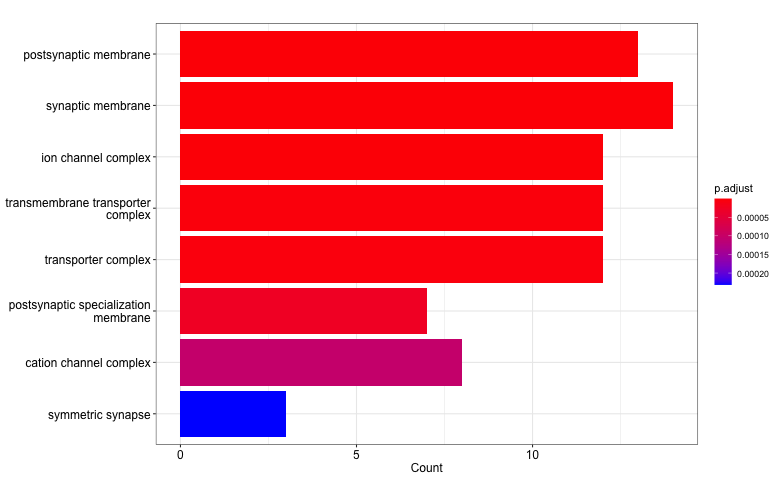 postsynaptic membrane
synaptic membrane
ion channel complex
transmembrane transporter
complex
transporter complex
postsynaptic specialization
membrane
cation channel complex
symmetric synapse
0
5
10
Count
p.adjust
0.00005
0.00010
0.00015
0.00020